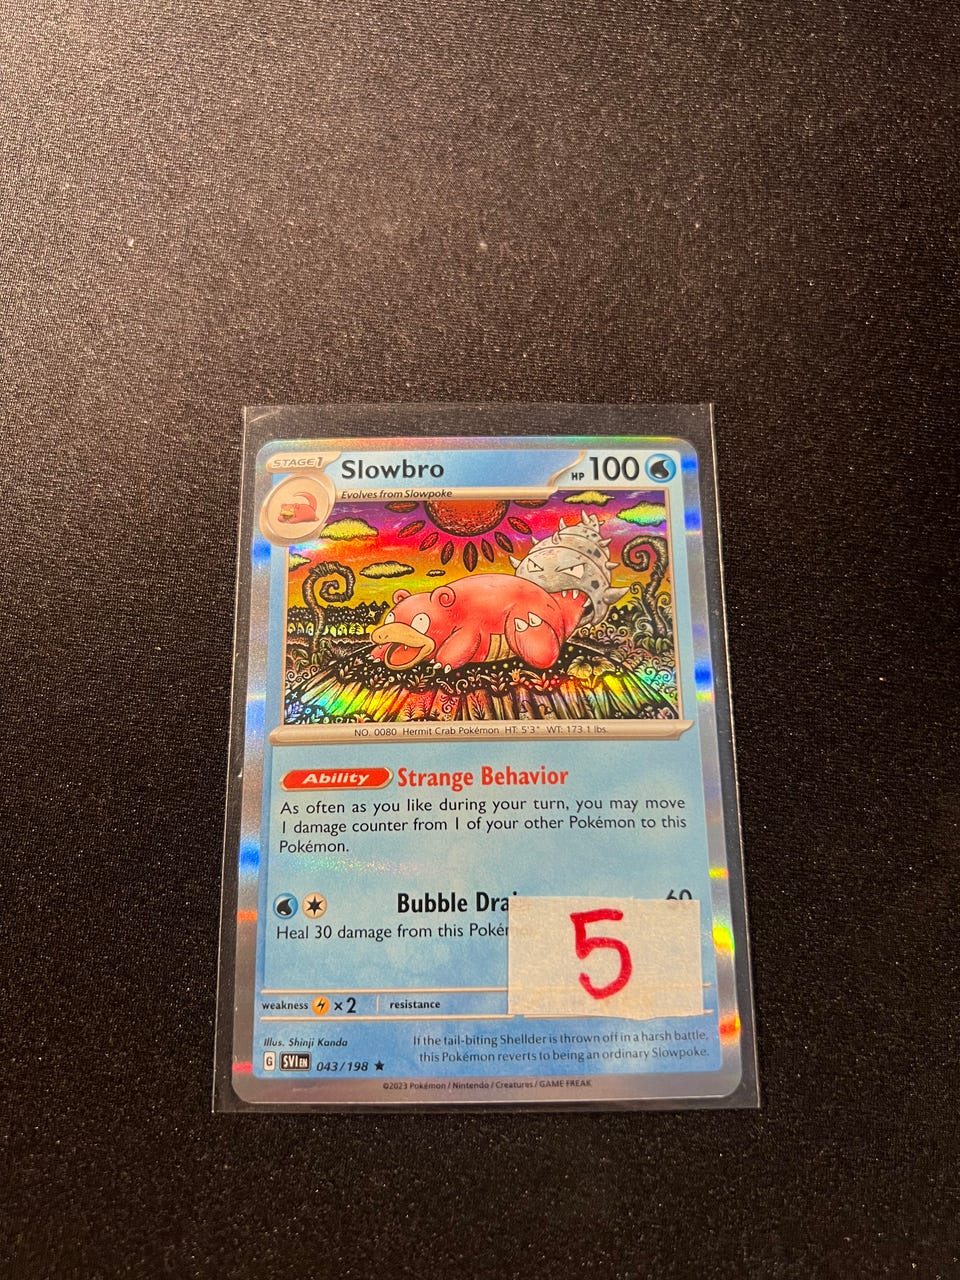 STAGE1 Slowbro HP 100
Evolves from Slowpoke
NO. 0080 Hermit Crab Pokémon HT: 5'3" WT: 173.1 lbs.
Ability Strange Behavior
As often as you like during your turn, you may move
1 damage counter from 1 of your other Pokémon to this
Pokémon.
Bubble
Heal 30 damage from this
5
weakness ×2 resistance
Illus. Shinji Kanda
If the tail-biting Shellder is thrown off in a harsh battle,
this Pokémon reverts to being an ordinary Slowpoke.
G SVI EN 043/198
©2023 Pokémon / Nintendo / Creatures / GAME FREAK